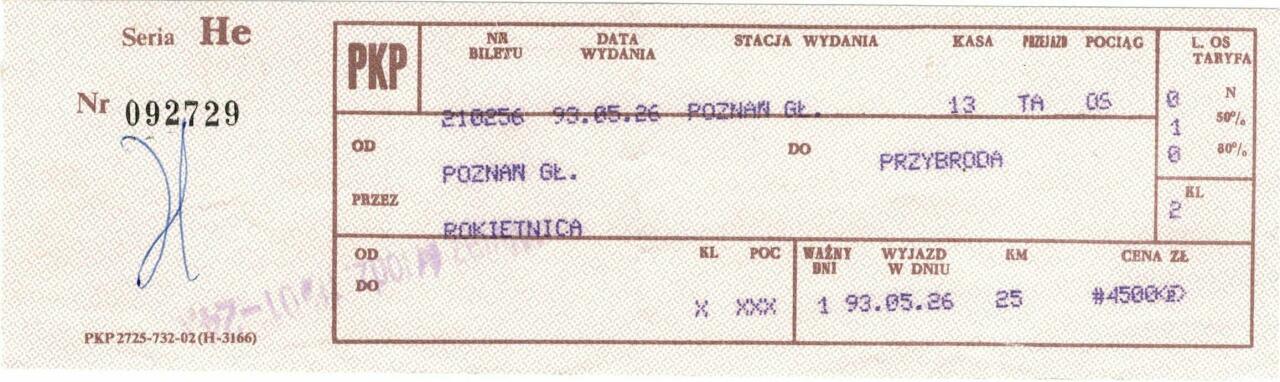 Seria He
Nr 092729
PKP 2725-732-02 (H-3166)
PKP
NR BILETU
DATA WYDANIA
STACJA WYDANIA
KASA
PRZEJAZD
POCIĄG
L. OS TARYFA
210256 93.05.26 POZNAŃ GŁ. 13 TA OS
0 N
1 50%
0 80%
OD
POZNAŃ GŁ.
DO
PRZYBRODA
PRZEZ
ROKIETNICA
KL
2
OD
DO
KL POC
X XXX
WAŻNY DNI
WYJAZD W DNIU
KM
CENA ZŁ
1 93.05.26 25 #4500